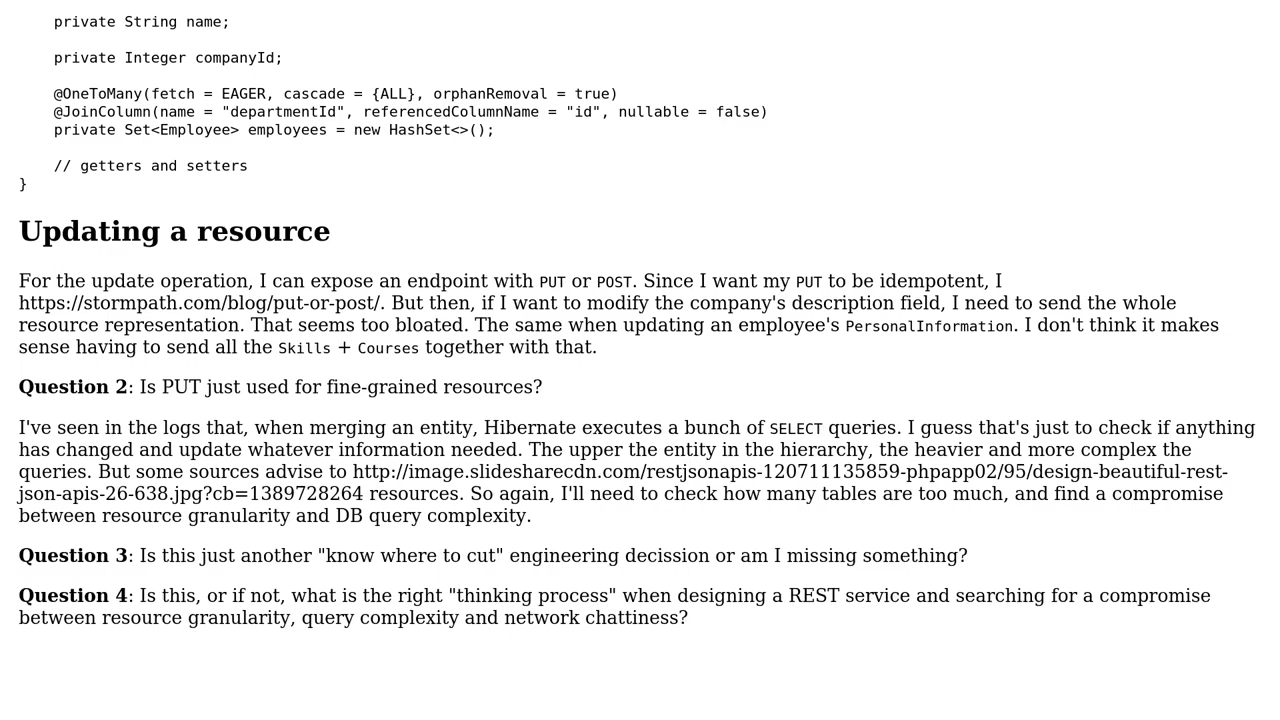 private String name;
private Integer companyId;
@OneToMany(fetch = EAGER, cascade = {ALL}, orphanRemoval = true)
@JoinColumn(name = "departmentId", referencedColumnName = "id", nullable = false)
private Set<Employee> employees = new HashSet<>();
// getters and setters
}
Updating a resource
For the update operation, I can expose an endpoint with PUT or POST. Since I want my PUT to be idempotent, I
https://stormpath.com/blog/put-or-post/. But then, if I want to modify the company's description field, I need to send the whole
resource representation. That seems too bloated. The same when updating an employee's PersonalInformation. I don't think it makes
sense having to send all the Skills + Courses together with that.
Question 2: Is PUT just used for fine-grained resources?
I've seen in the logs that, when merging an entity, Hibernate executes a bunch of SELECT queries. I guess that's just to check if anything
has changed and update whatever information needed. The upper the entity in the hierarchy, the heavier and more complex the
queries. But some sources advise to http://image.slidesharecdn.com/restjsonapis-120711135859-phpapp02/95/design-beautiful-rest-
json-apis-26-638.jpg?cb=1389728264 resources. So again, I'll need to check how many tables are too much, and find a compromise
between resource granularity and DB query complexity.
Question 3: Is this just another "know where to cut" engineering decission or am I missing something?
Question 4: Is this, or if not, what is the right "thinking process" when designing a REST service and searching for a compromise
between resource granularity, query complexity and network chattiness?